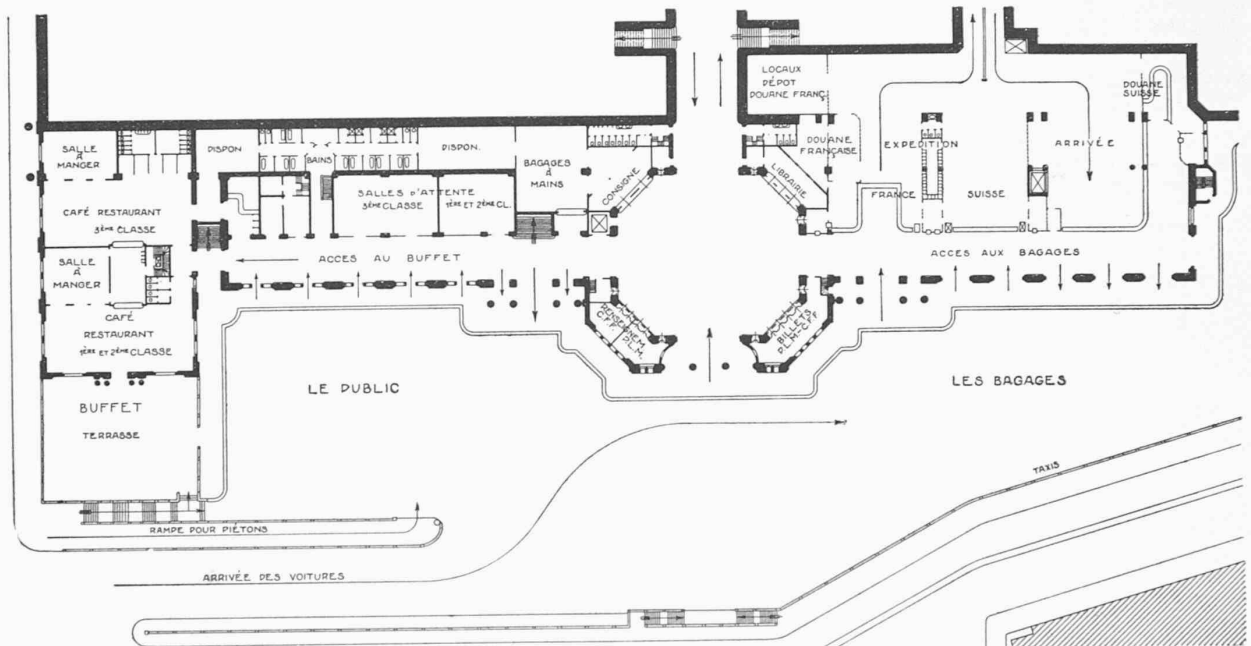 LOCAUX
DÉPOT
DOUANE FRANÇ.
DOUANE
SUISSE
SALLE
À
MANGER
CAFÉ RESTAURANT
3ÈME CLASSE
DISPON
BAINS
DISPON.
SALLES D'ATTENTE
3ÈME CLASSE
1ÈRE ET 2ÈME CL.
BAGAGES
À
MAINS
CONSIGNE
LIBRAIRIE
DOUANE
FRANÇAISE
EXPEDITION
FRANCE
SUISSE
ARRIVÉE
ACCES AU BUFFET
ACCES AUX BAGAGES
SALLE
À
MANGER
CAFÉ
RESTAURANT
1ÈRE ET 2ÈME CLASSE
RENSEIGNEM
C.F.F.
P.L.M.
BILLETS
P.L.M-CFF
LE PUBLIC
LES BAGAGES
BUFFET
TERRASSE
TAXIS
RAMPE POUR PIÉTONS
ARRIVÉE DES VOITURES